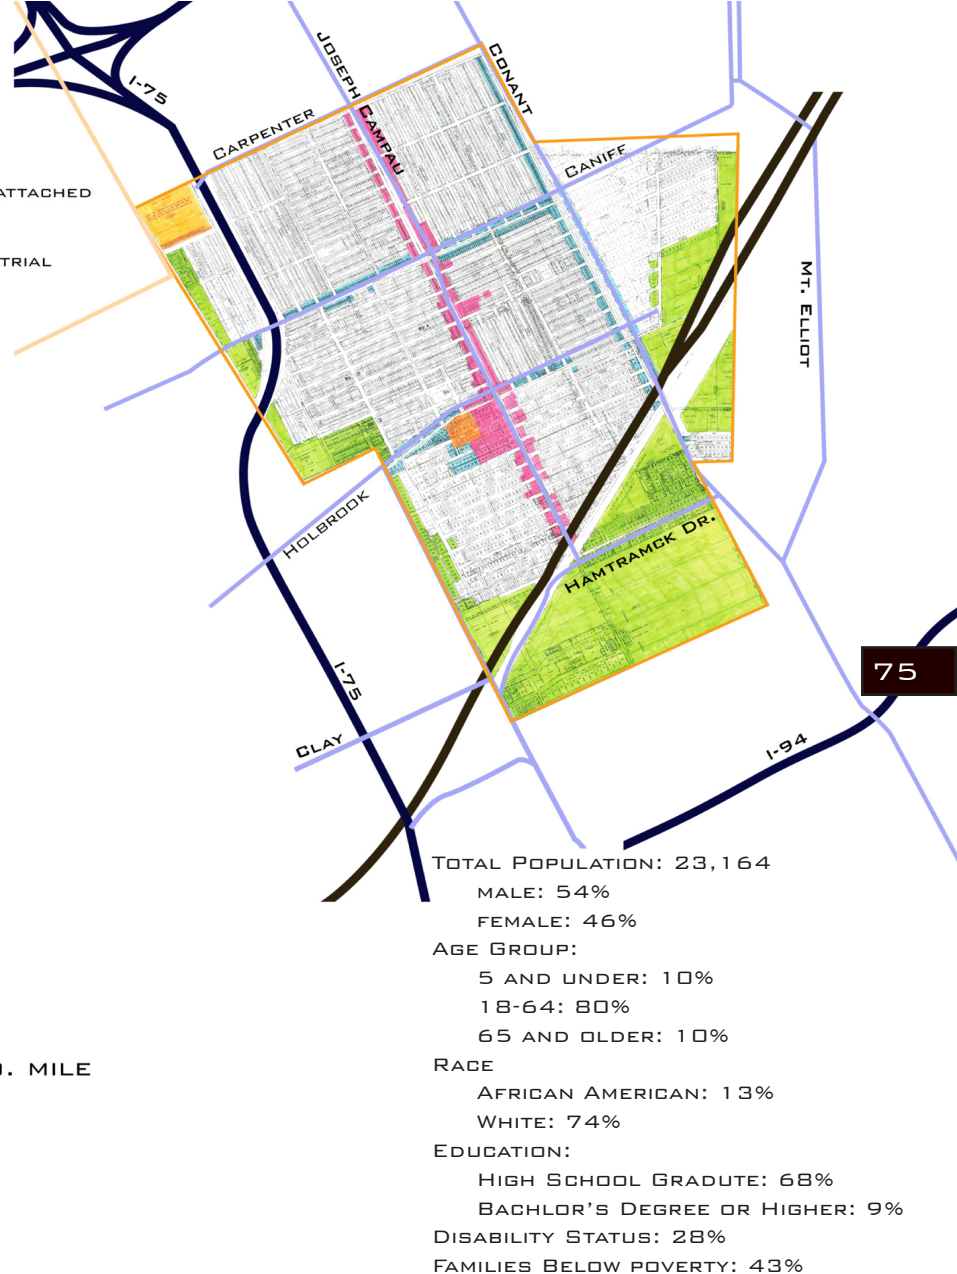 I-75
JOSEPH CAMPAU
CONANT
CARPENTER
CANIFF
ATTACHED
TRIAL
MT. ELLIOT
HOLBROOK
HAMTRAMCK DR.
I-75
75
CLAY
I-94
TOTAL POPULATION: 23,164
MALE: 54%
FEMALE: 46%
AGE GROUP:
5 AND UNDER: 10%
18-64: 80%
65 AND OLDER: 10%
. MILE
RACE
AFRICAN AMERICAN: 13%
WHITE: 74%
EDUCATION:
HIGH SCHOOL GRADUTE: 68%
BACHLOR'S DEGREE OR HIGHER: 9%
DISABILITY STATUS: 28%
FAMILIES BELOW POVERTY: 43%